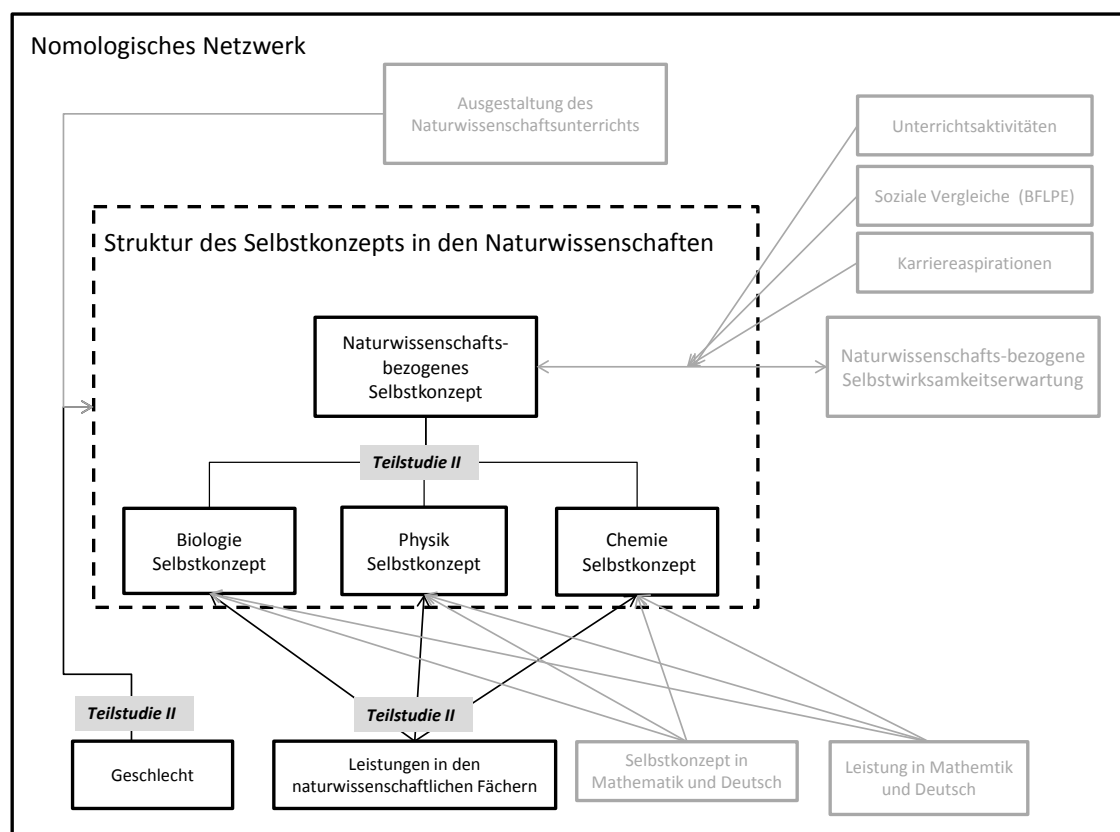 Nomologisches Netzwerk
Ausgestaltung des
Naturwissenschaftsunterrichts
Unterrichtsaktivitäten
Soziale Vergleiche (BFLPE)
Karriereaspirationen
Struktur des Selbstkonzepts in den Naturwissenschaften
Naturwissenschafts-
bezogenes
Selbstkonzept
Naturwissenschafts-bezogene
Selbstwirksamkeitserwartung
Teilstudie II
Biologie
Selbstkonzept
Physik
Selbstkonzept
Chemie
Selbstkonzept
Teilstudie II
Teilstudie II
Geschlecht
Leistungen in den
naturwissenschaftlichen Fächern
Selbstkonzept in
Mathematik und Deutsch
Leistung in Mathemtik
und Deutsch